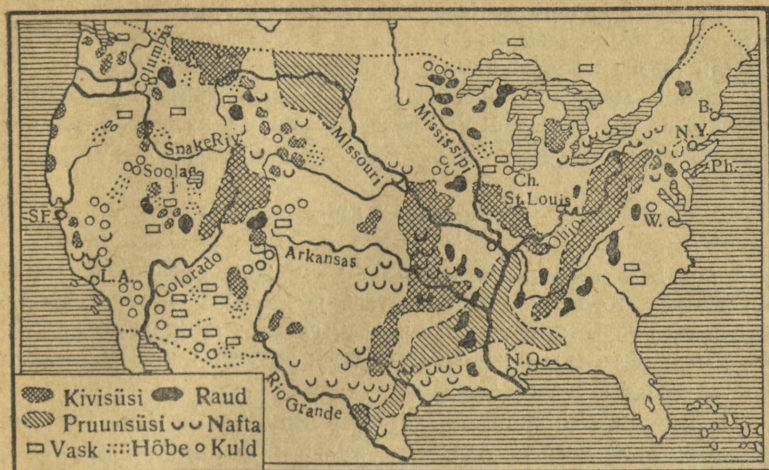 Columbia
Snake Riv.
Missouri
Mississipi
B.
N.Y.
Ph.
Soolaj.
Ch.
St. Louis
Ohio
W.
S.F.
L.A.
Colorado
Arkansas
N.O.
Rio Grande
Kivisüsi Raud
Pruunsüsi Nafta
Vask Hõbe Kuld